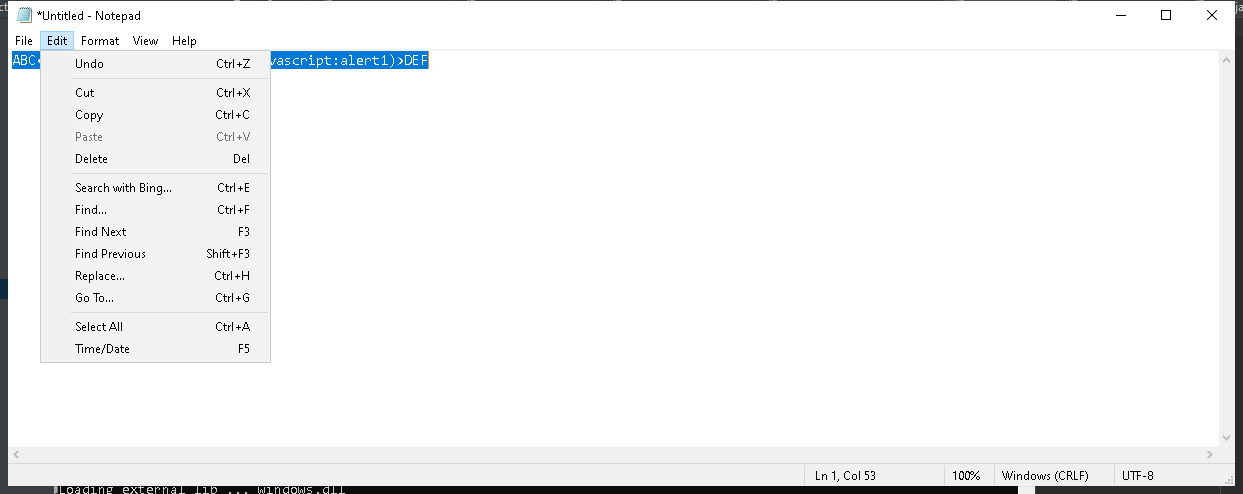 *Untitled - Notepad
File Edit Format View Help
ABC vascript:alert1)>DEF
Undo Ctrl+Z
Cut Ctrl+X
Copy Ctrl+C
Paste Ctrl+V
Delete Del
Search with Bing... Ctrl+E
Find... Ctrl+F
Find Next F3
Find Previous Shift+F3
Replace... Ctrl+H
Go To... Ctrl+G
Select All Ctrl+A
Time/Date F5
Ln 1, Col 53 100% Windows (CRLF) UTF-8
Loading external lib ... windows.dll